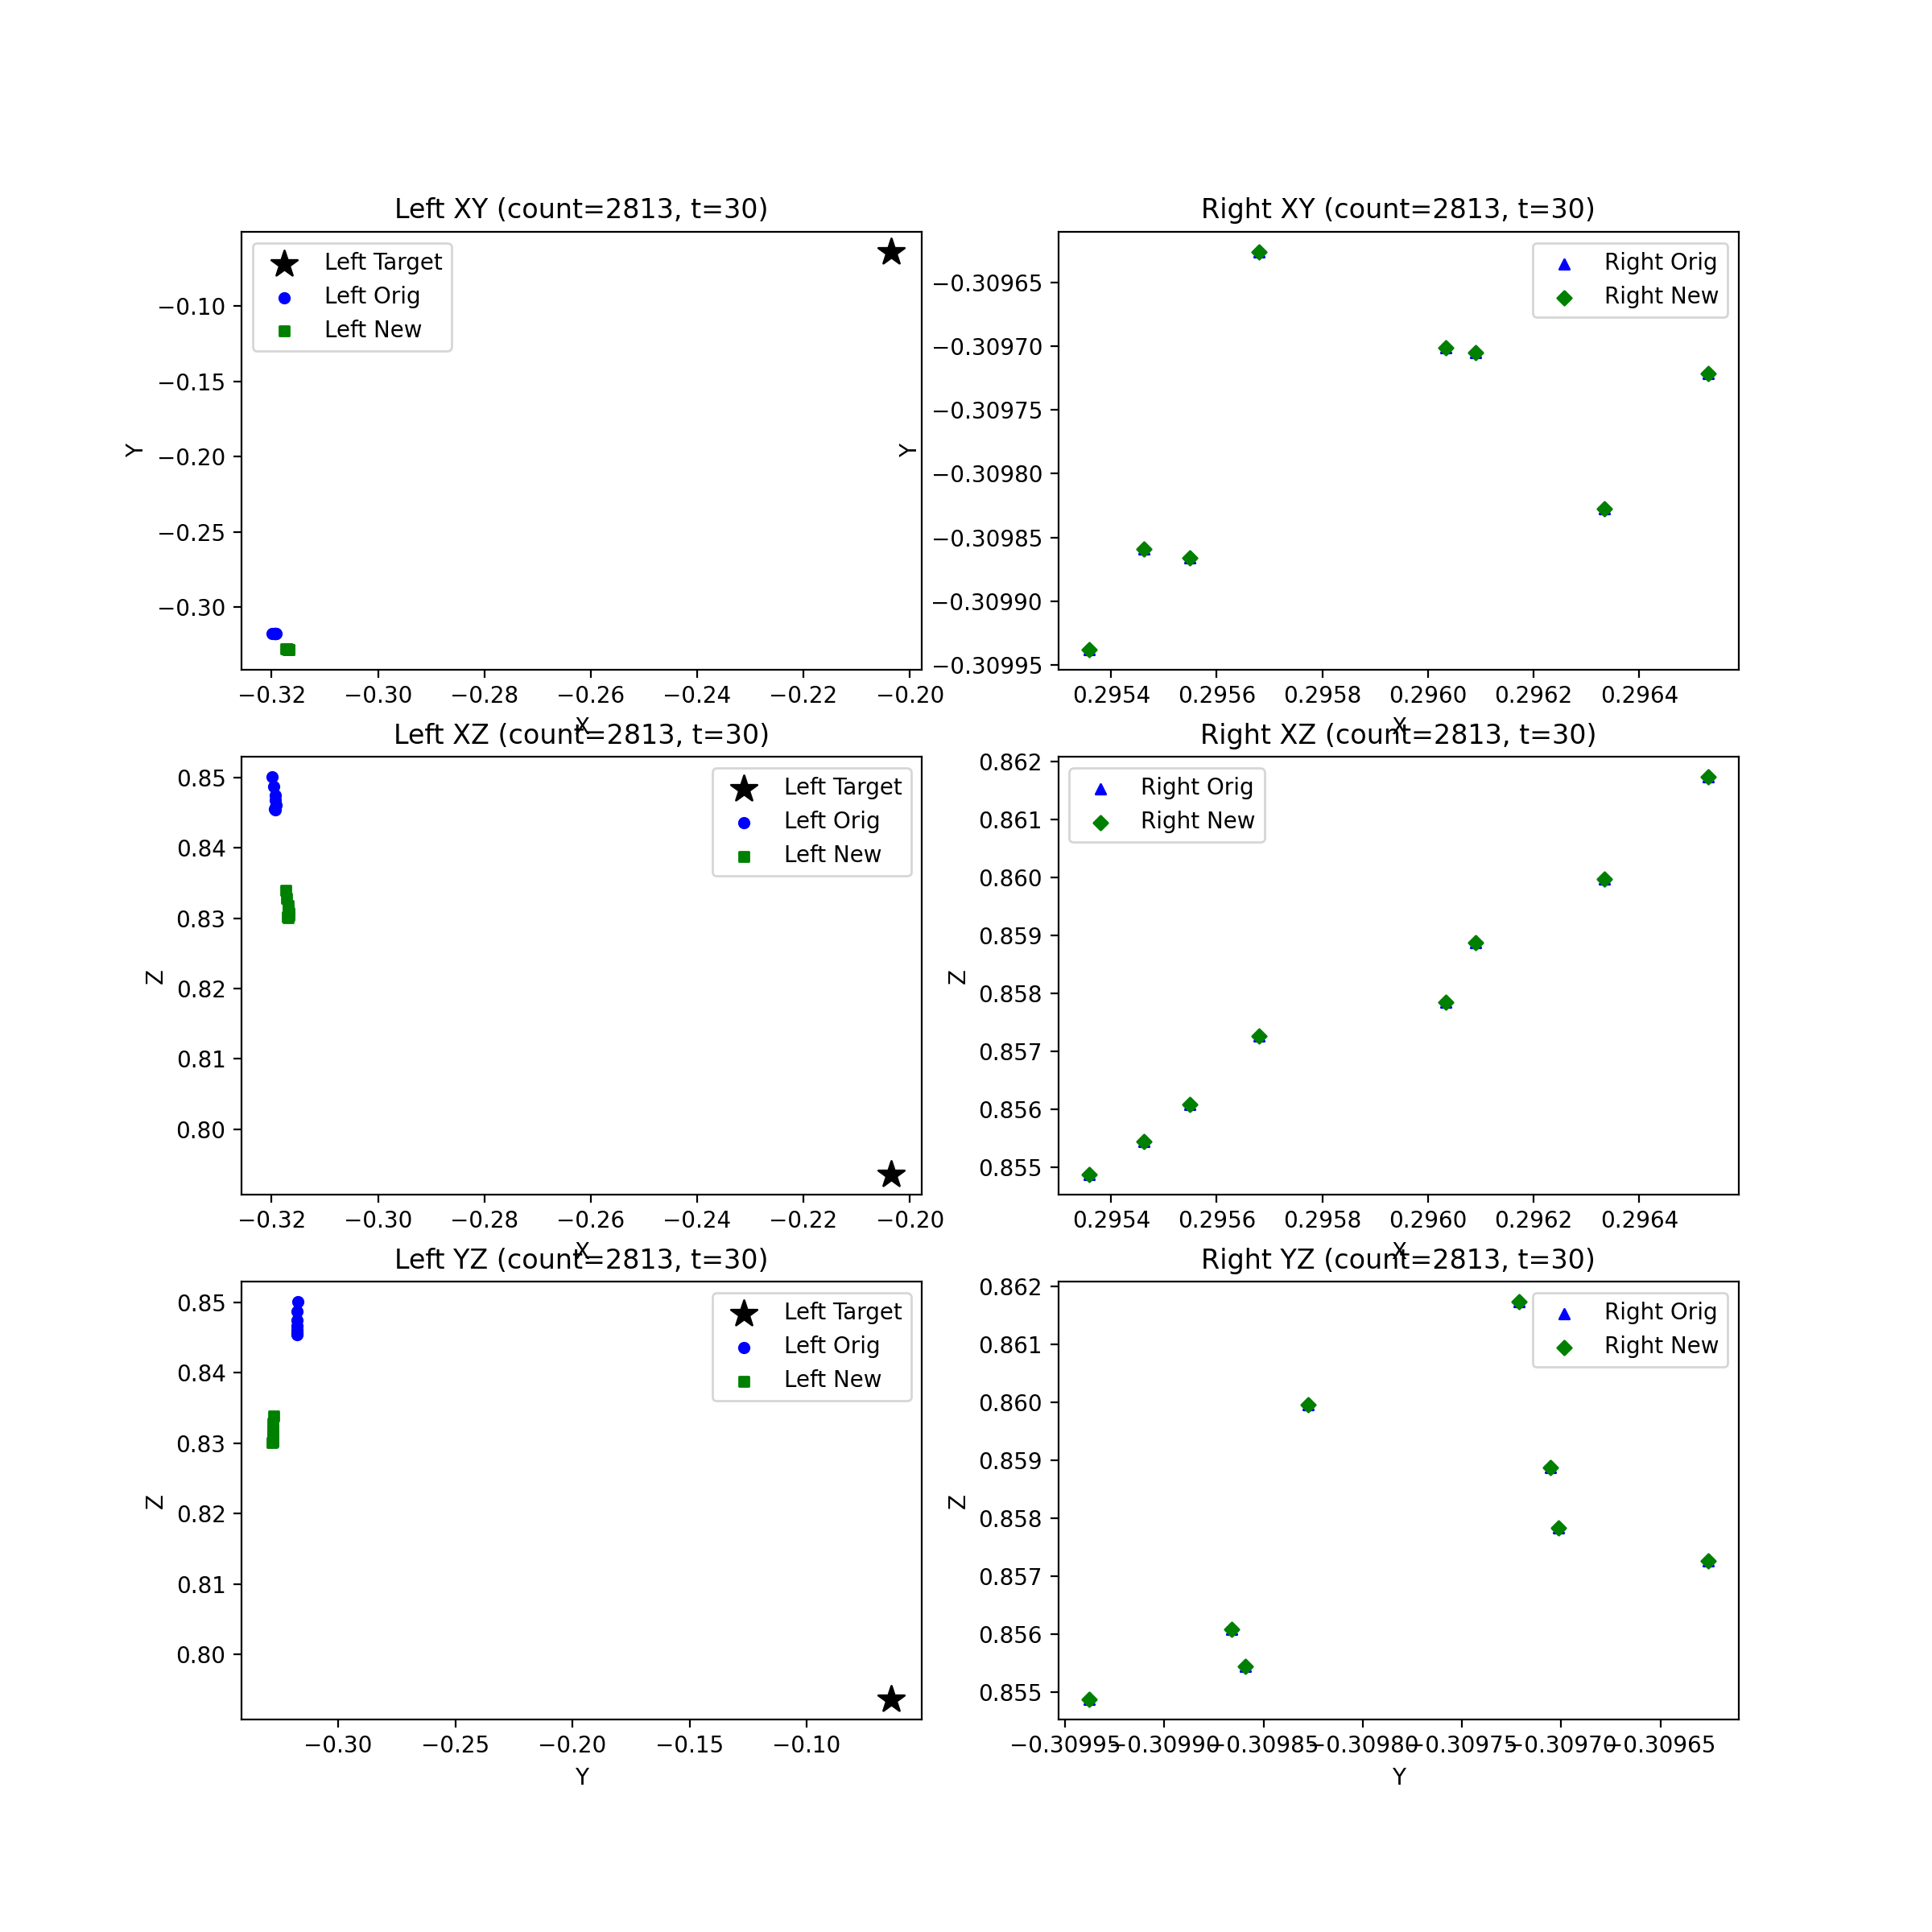 Left XY (count=2813, t=30)
Left Target
Left Orig
Left New
Y
−0.10
−0.15
−0.20
−0.25
−0.30
−0.32 −0.30 −0.28 −0.26 −0.24 −0.22 −0.20
X
Right XY (count=2813, t=30)
Right Orig
Right New
Y
−0.30965
−0.30970
−0.30975
−0.30980
−0.30985
−0.30990
−0.30995
0.2954 0.2956 0.2958 0.2960 0.2962 0.2964
X
Left XZ (count=2813, t=30)
Left Target
Left Orig
Left New
Z
0.85
0.84
0.83
0.82
0.81
0.80
−0.32 −0.30 −0.28 −0.26 −0.24 −0.22 −0.20
X
Right XZ (count=2813, t=30)
Right Orig
Right New
Z
0.862
0.861
0.860
0.859
0.858
0.857
0.856
0.855
0.2954 0.2956 0.2958 0.2960 0.2962 0.2964
X
Left YZ (count=2813, t=30)
Left Target
Left Orig
Left New
Z
0.85
0.84
0.83
0.82
0.81
0.80
−0.30 −0.25 −0.20 −0.15 −0.10
Y
Right YZ (count=2813, t=30)
Right Orig
Right New
Z
0.862
0.861
0.860
0.859
0.858
0.857
0.856
0.855
−0.30995 −0.30990 −0.30985 −0.30980 −0.30975 −0.30970 −0.30965
Y